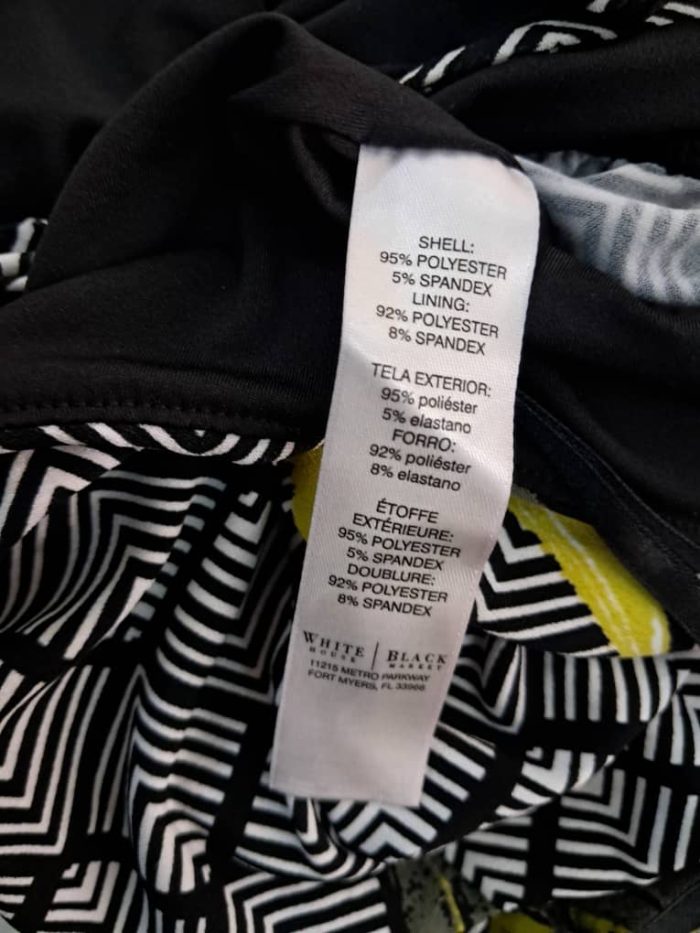 SHELL:
95% POLYESTER
5% SPANDEX
LINING:
92% POLYESTER
8% SPANDEX
TELA EXTERIOR:
95% poliéster
5% elastano
FORRO:
92% poliéster
8% elastano
ÉTOFFE
EXTÉRIEURE:
95% POLYESTER
5% SPANDEX
DOUBLURE:
92% POLYESTER
8% SPANDEX
WHITE | BLACK
HOUSE MARKET
11215 METRO PARKWAY
FORT MYERS, FL 33966